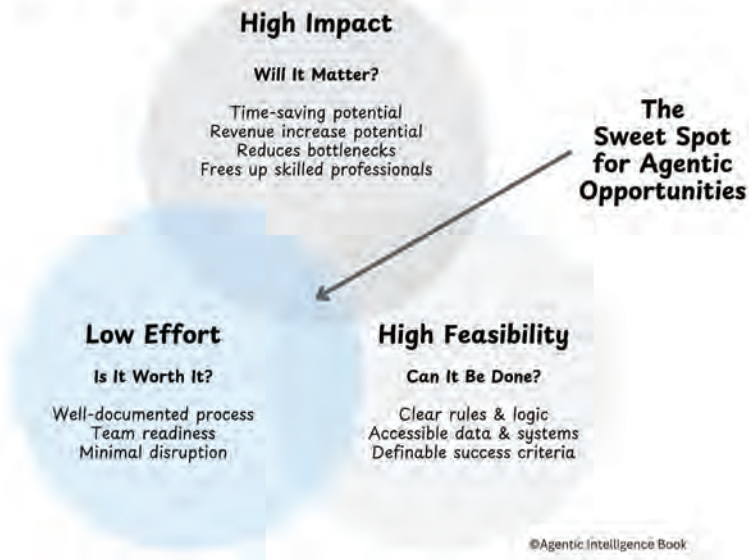 High Impact
Will It Matter?
Time-saving potential
Revenue increase potential
Reduces bottlenecks
Frees up skilled professionals
The
Sweet Spot
for Agentic
Opportunities
Low Effort
Is It Worth It?
Well-documented process
Team readiness
Minimal disruption
High Feasibility
Can It Be Done?
Clear rules & logic
Accessible data & systems
Definable success criteria
©Agentic Intelligence Book